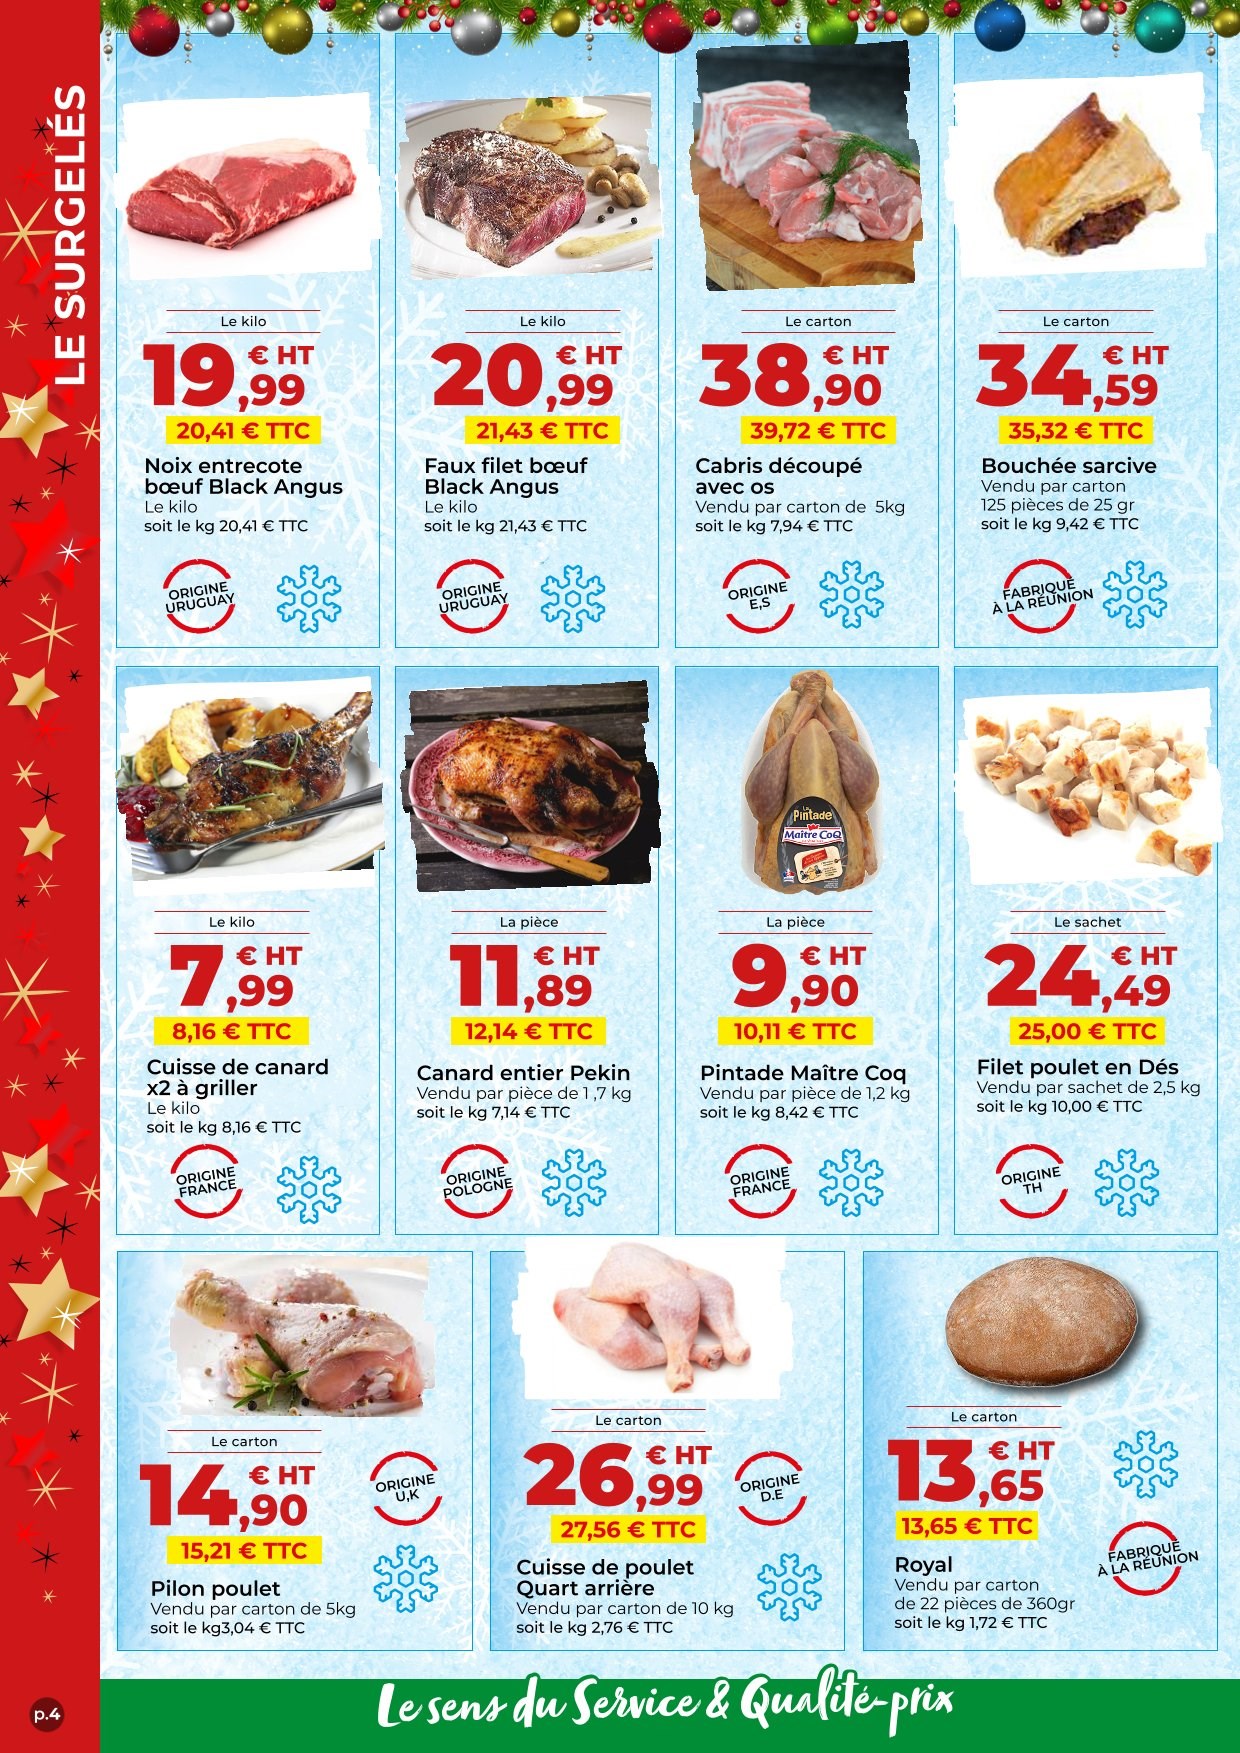 LE SURGELÉS
Le kilo
19,99 € HT
20,41 € TTC
Noix entrecote
bœuf Black Angus
Le kilo
soit le kg 20,41 € TTC
ORIGINE
URUGUAY
Le kilo
20,99 € HT
21,43 € TTC
Faux filet bœuf
Black Angus
Le kilo
soit le kg 21,43 € TTC
ORIGINE
URUGUAY
Le carton
38,90 € HT
39,72 € TTC
Cabris découpé
avec os
Vendu par carton de 5kg
soit le kg 7,94 € TTC
ORIGINE
E,S
Le carton
34,59 € HT
35,32 € TTC
Bouchée sarcive
Vendu par carton
125 pièces de 25 gr
soit le kg 9,42 € TTC
FABRIQUÉ
À LA RÉUNION
Le kilo
7,99 € HT
8,16 € TTC
Cuisse de canard
x2 à griller
Le kilo
soit le kg 8,16 € TTC
ORIGINE
FRANCE
La pièce
11,89 € HT
12,14 € TTC
Canard entier Pekin
Vendu par pièce de 1 ,7 kg
soit le kg 7,14 € TTC
ORIGINE
POLOGNE
La Pintade
Maître CoQ
La pièce
9,90 € HT
10,11 € TTC
Pintade Maître Coq
Vendu par pièce de 1,2 kg
soit le kg 8,42 € TTC
ORIGINE
FRANCE
Le sachet
24,49 € HT
25,00 € TTC
Filet poulet en Dés
Vendu par sachet de 2,5 kg
soit le kg 10,00 € TTC
ORIGINE
TH
Le carton
14,90 € HT
15,21 € TTC
Pilon poulet
Vendu par carton de 5kg
soit le kg3,04 € TTC
ORIGINE
U,K
Le carton
26,99 € HT
27,56 € TTC
Cuisse de poulet
Quart arrière
Vendu par carton de 10 kg
soit le kg 2,76 € TTC
ORIGINE
D.E
Le carton
13,65 € HT
13,65 € TTC
Royal
Vendu par carton
de 22 pièces de 360gr
soit le kg 1,72 € TTC
FABRIQUÉ
À LA RÉUNION
p.4
Le sens du Service & Qualité-prix